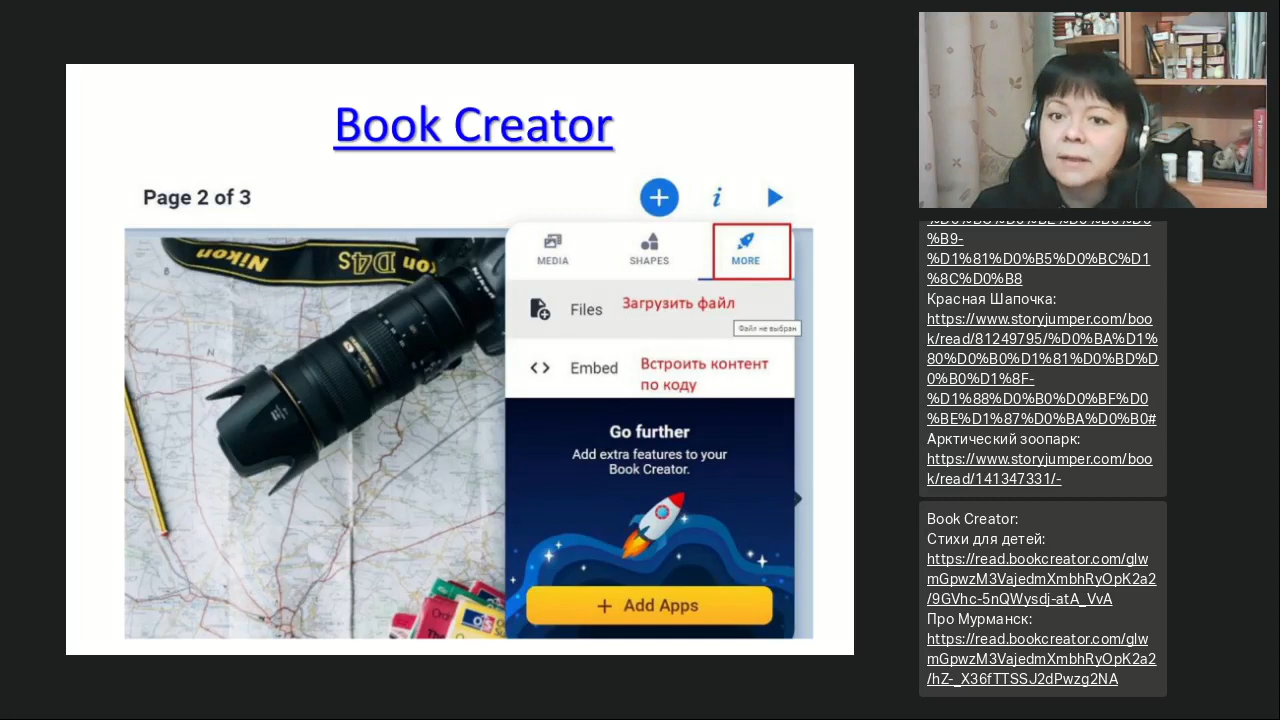 Book Creator
Page 2 of 3
i
Nikon
D4S
Nikon
MEDIA
SHAPES
MORE
Files
Загрузить файл
Файл не выбран
Embed
Встроить контент
по коду
Go further
Add extra features to your
Book Creator.
+ Add Apps
%B9-
%D1%81%D0%B5%D0%BC%D1
%8C%D0%B8
Красная Шапочка:
https://www.storyjumper.com/boo
k/read/81249795/%D0%BA%D1%
80%D0%B0%D1%81%D0%BD%D
0%B0%D1%8F-
%D1%88%D0%B0%D0%BF%D0
%BE%D1%87%D0%BA%D0%B0#
Арктический зоопарк:
https://www.storyjumper.com/boo
k/read/141347331/-
Book Creator:
Стихи для детей:
https://read.bookcreator.com/glw
mGpwzM3VajedmXmbhRyOpK2a2
/9GVhc-5nQWysdj-atA_VvA
Про Мурманск:
https://read.bookcreator.com/glw
mGpwzM3VajedmXmbhRyOpK2a2
/hZ-_X36fTTSSJ2dPwzg2NA